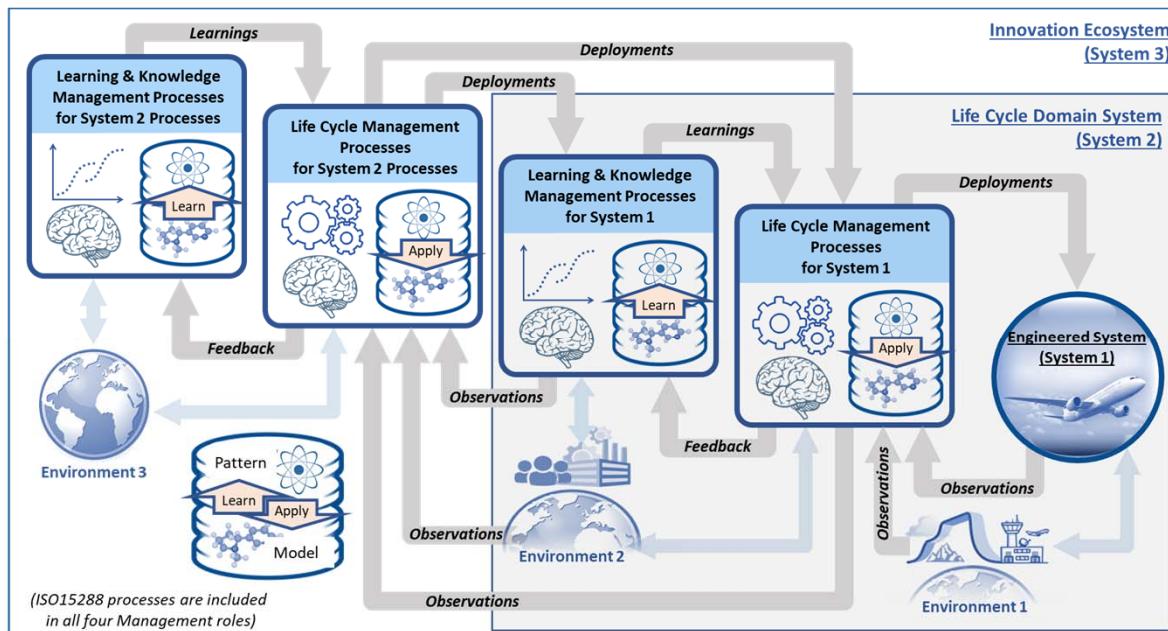 Innovation Ecosystem
(System 3)
Learnings
Deployments
Deployments
Learning & Knowledge
Management Processes
for System 2 Processes
Learn
Life Cycle Management
Processes
for System 2 Processes
Apply
Life Cycle Domain System
(System 2)
Learnings
Deployments
Learning & Knowledge
Management Processes
for System 1
Learn
Life Cycle Management
Processes
for System 1
Apply
Engineered System
(System 1)
Feedback
Observations
Feedback
Observations
Observations
Environment 3
Pattern
Learn
Apply
Model
Observations
Environment 2
Environment 1
Observations
(ISO15288 processes are included
in all four Management roles)